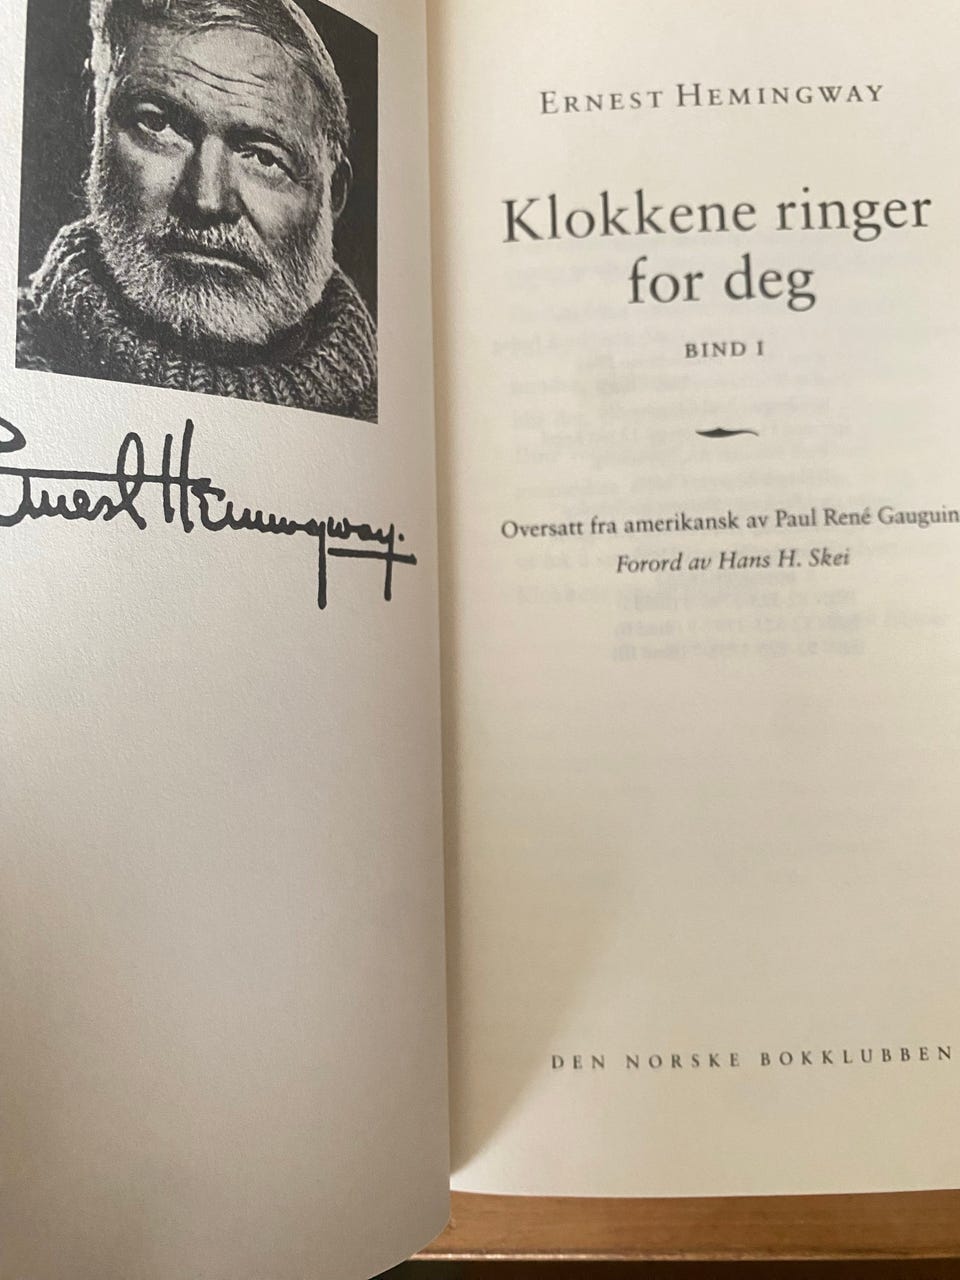 Ernest Hemingway.
ERNEST HEMINGWAY
Klokkene ringer
for deg
BIND I
Oversatt fra amerikansk av Paul René Gauguin
Forord av Hans H. Skei
DEN NORSKE BOKKLUBBEN